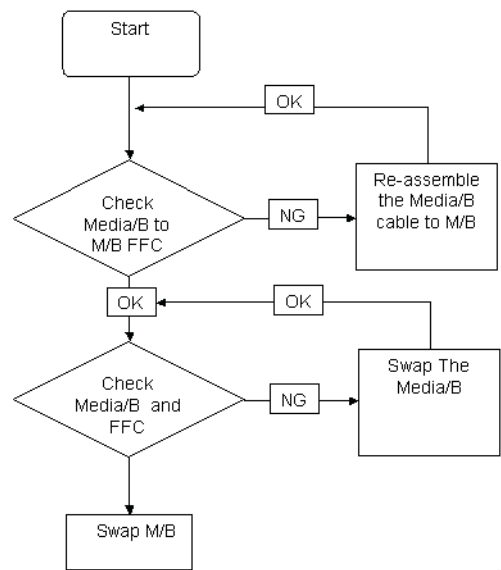 Start
OK
Check
Media/B to
M/B FFC
NG
Re-assemble
the Media/B
cable to M/B
OK
OK
Check
Media/B and
FFC
NG
Swap The
Media/B
Swap M/B